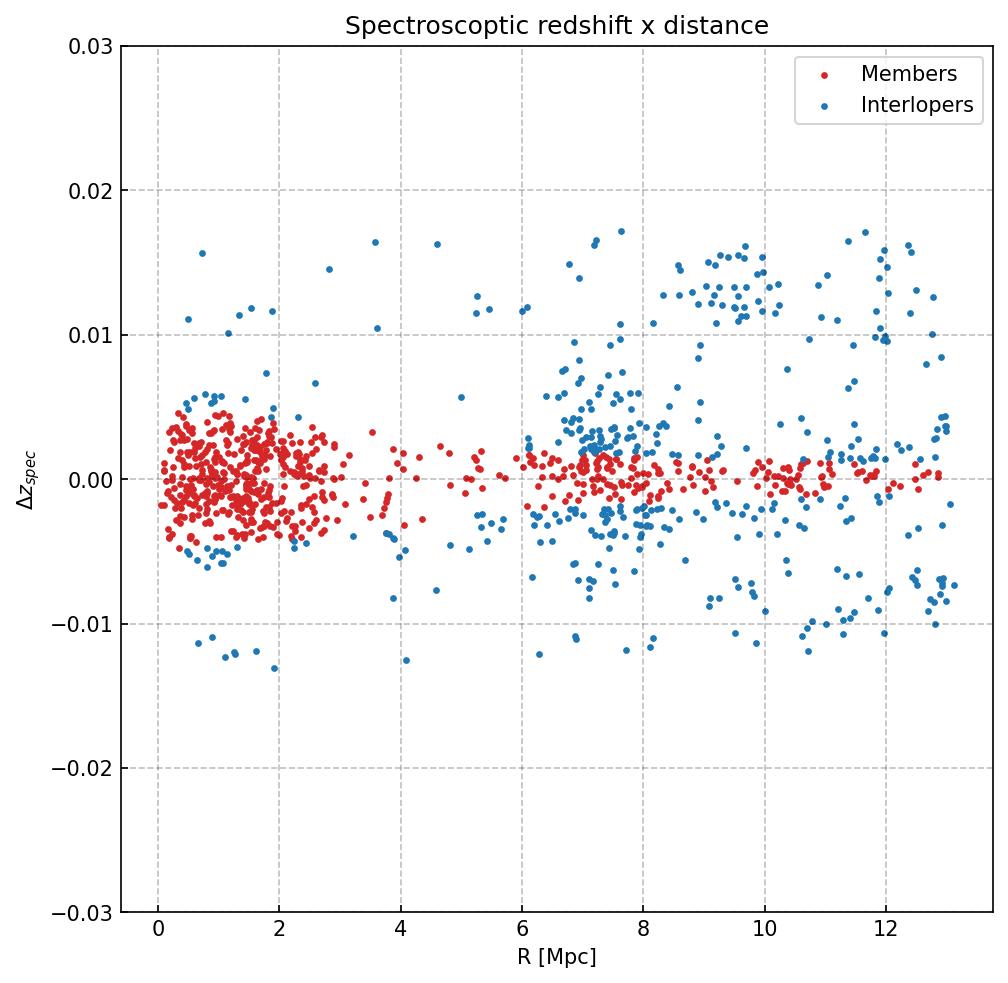 Spectroscoptic redshift x distance
Members
Interlopers
0.03
0.02
0.01
0.00
−0.01
−0.02
−0.03
Δz_spec
0 2 4 6 8 10 12
R [Mpc]